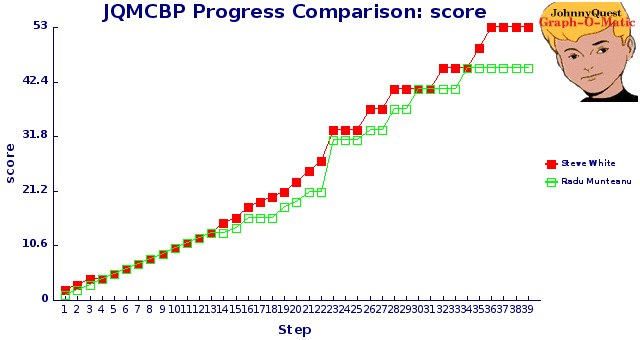 JQMCBP Progress Comparison: score
JohnnyQuest
Graph-O-Matic
53
42.4
31.8
21.2
10.6
0
score
1 2 3 4 5 6 7 8 9 10 11 12 13 14 15 16 17 18 19 20 21 22 23 24 25 26 27 28 29 30 31 32 33 34 35 36 37 38 39
Step
Steve White
Radu Munteanu